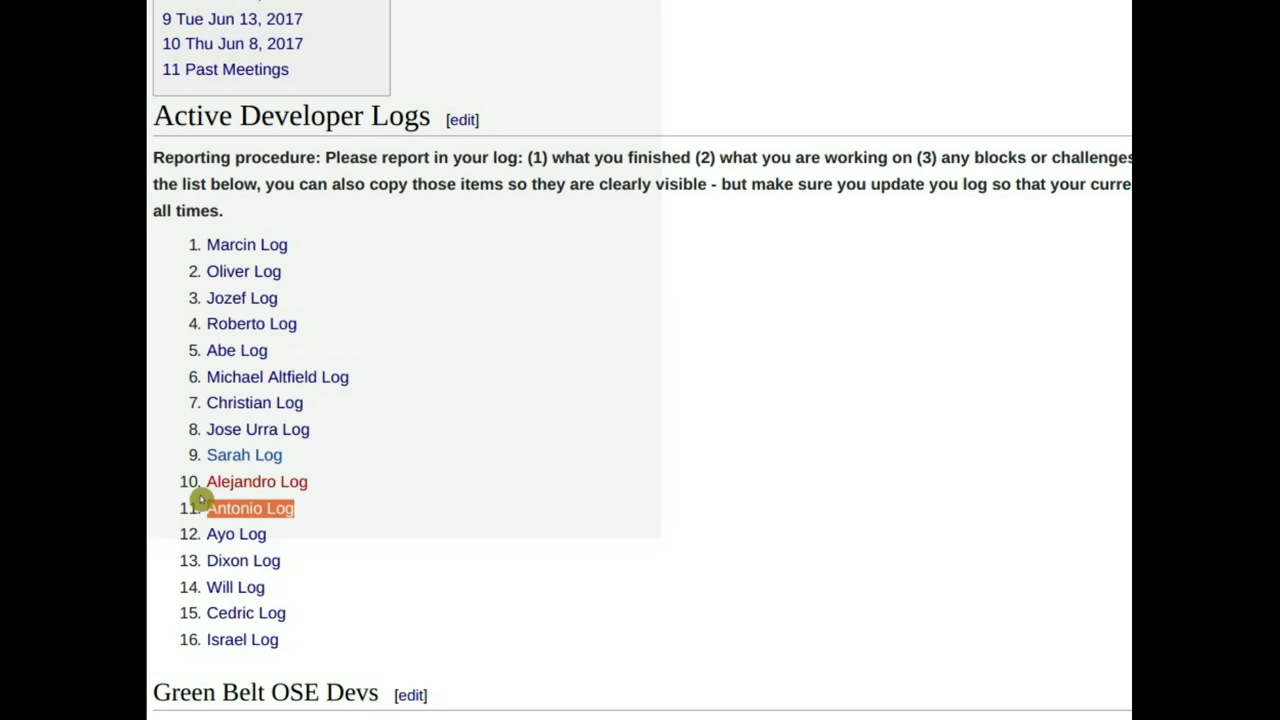 9 Tue Jun 13, 2017
10 Thu Jun 8, 2017
11 Past Meetings
Active Developer Logs [edit]
Reporting procedure: Please report in your log: (1) what you finished (2) what you are working on (3) any blocks or challenges
the list below, you can also copy those items so they are clearly visible - but make sure you update you log so that your curre
all times.
1. Marcin Log
2. Oliver Log
3. Jozef Log
4. Roberto Log
5. Abe Log
6. Michael Altfield Log
7. Christian Log
8. Jose Urra Log
9. Sarah Log
10. Alejandro Log
11. Antonio Log
12. Ayo Log
13. Dixon Log
14. Will Log
15. Cedric Log
16. Israel Log
Green Belt OSE Devs [edit]